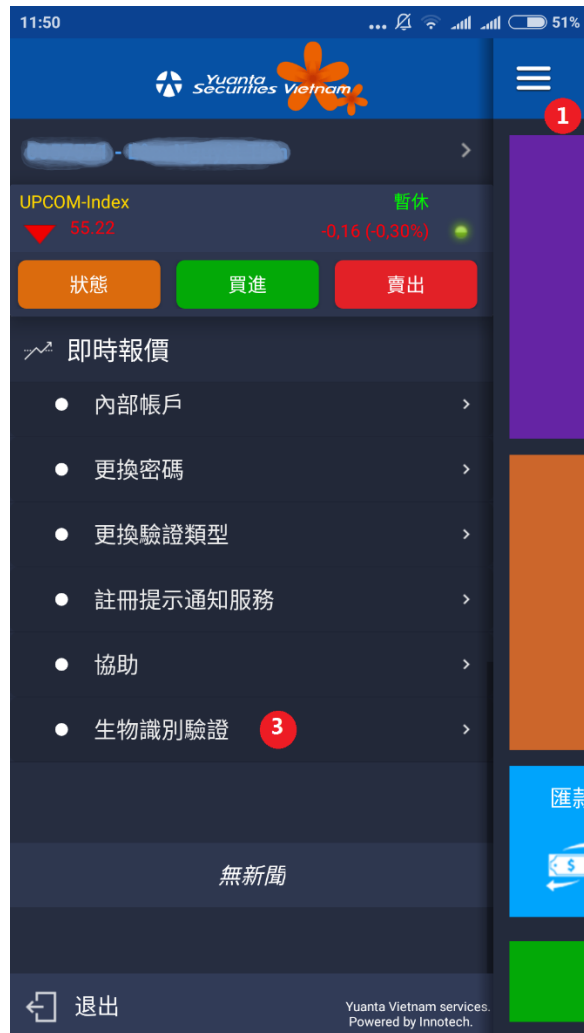 11:50
... 51%
Yuanta
Securities Vietnam
1
-
UPCOM-Index 暫休
55.22 -0,16 (-0,30%)
狀態 買進 賣出
即時報價
內部帳戶
更換密碼
更換驗證類型
註冊提示通知服務
協助
生物識別驗證 3
匯款
$
無新聞
退出
Yuanta Vietnam services.
Powered by Innotech.